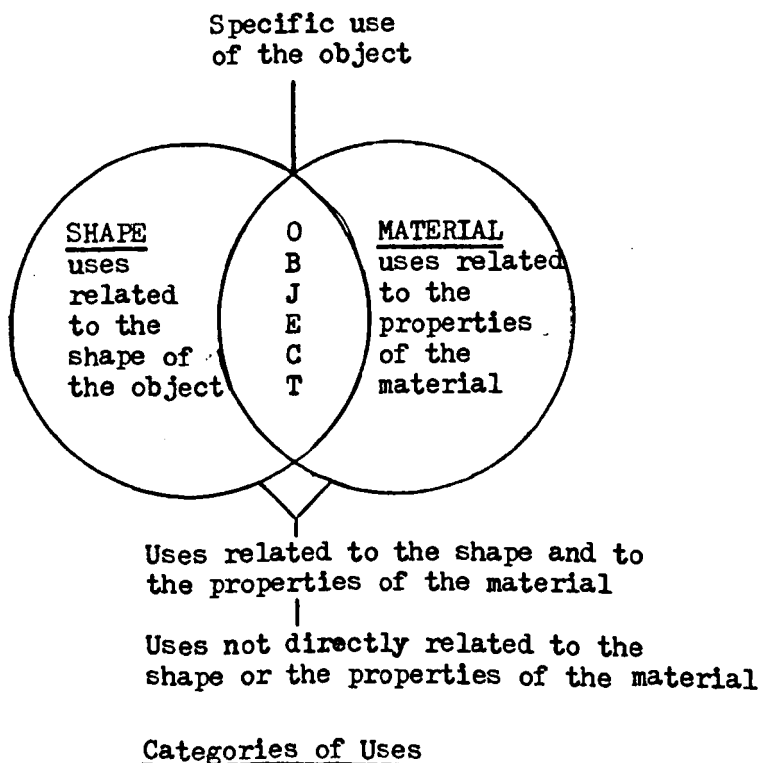 Specific use
of the object
SHAPE
uses
related
to the
shape of
the object
O
B
J
E
C
T
MATERIAL
uses related
to the
properties
of the
material
Uses related to the shape and to
the properties of the material
Uses not directly related to the
shape or the properties of the material
Categories of Uses